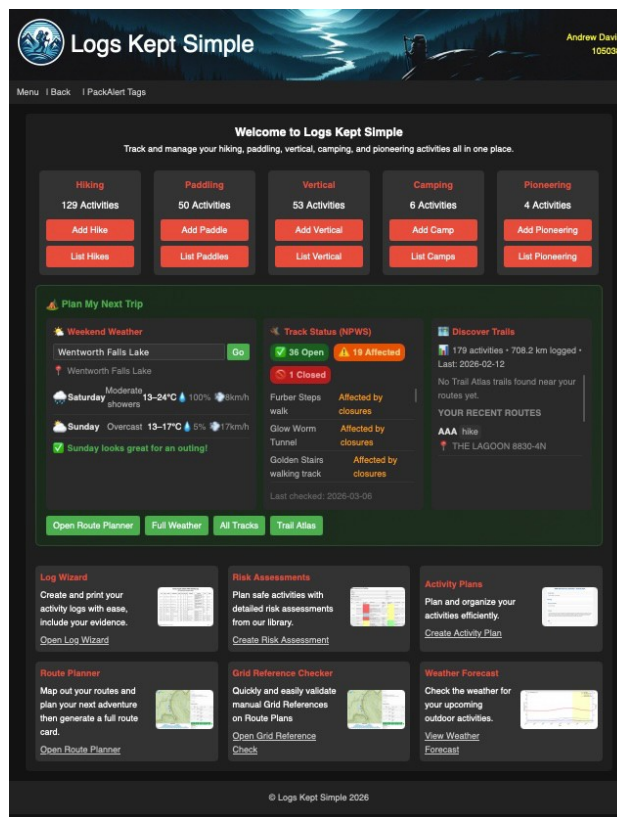 Logs Kept Simple
Andrew Davi
10503
Menu | Back | PackAlert Tags
Welcome to Logs Kept Simple
Track and manage your hiking, paddling, vertical, camping, and pioneering activities all in one place.
Hiking
129 Activities
Add Hike
List Hikes
Paddling
50 Activities
Add Paddle
List Paddles
Vertical
53 Activities
Add Vertical
List Vertical
Camping
6 Activities
Add Camp
List Camps
Pioneering
4 Activities
Add Pioneering
List Pioneering
Plan My Next Trip
Weekend Weather
Wentworth Falls Lake Go
Wentworth Falls Lake
Saturday Moderate showers 13–24°C 100% 8km/h
Sunday Overcast 13–17°C 5% 17km/h
Sunday looks great for an outing!
Track Status (NPWS)
36 Open 19 Affected
1 Closed
Furber Steps walk Affected by closures
Glow Worm Tunnel Affected by closures
Golden Stairs walking track Affected by closures
Last checked: 2026-03-06
Discover Trails
179 activities • 708.2 km logged •
Last: 2026-02-12
No Trail Atlas trails found near your
routes yet.
YOUR RECENT ROUTES
AAA hike
THE LAGOON 8830-4N
Open Route Planner Full Weather All Tracks Trail Atlas
Log Wizard
Create and print your
activity logs with ease,
include your evidence.
Open Log Wizard
Risk Assessments
Plan safe activities with
detailed risk assessments
from our library.
Create Risk Assessment
Activity Plans
Plan and organize your
activities efficiently.
Create Activity Plan
Route Planner
Map out your routes and
plan your next adventure
then generate a full route
card.
Open Route Planner
Grid Reference Checker
Quickly and easily validate
manual Grid References
on Route Plans
Open Grid Reference
Check
Weather Forecast
Check the weather for
your upcoming
outdoor activities.
View Weather
Forecast
© Logs Kept Simple 2026